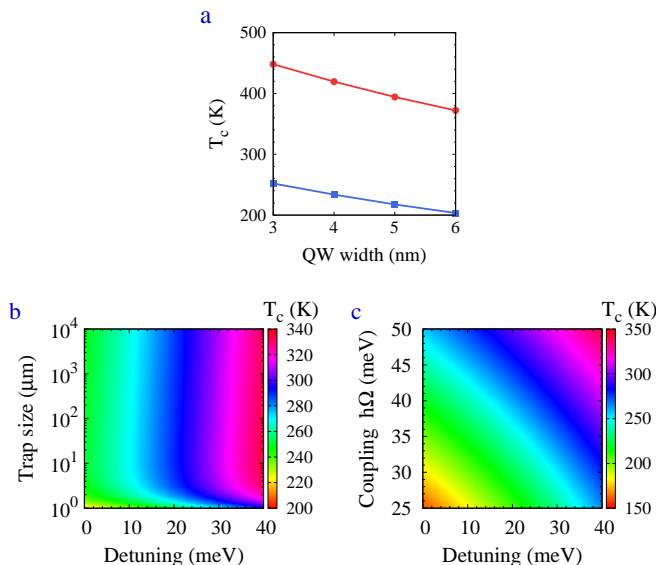 a
500
400
300
200
T_c (K)
3 4 5 6
QW width (nm)
b
T_c (K)
10^4
10^3
10^2
10^1
10^0
Trap size (μm)
0 10 20 30 40
Detuning (meV)
340
320
300
280
260
240
220
200
c
T_c (K)
50
45
40
35
30
25
Coupling ħΩ (meV)
0 10 20 30 40
Detuning (meV)
350
300
250
200
150